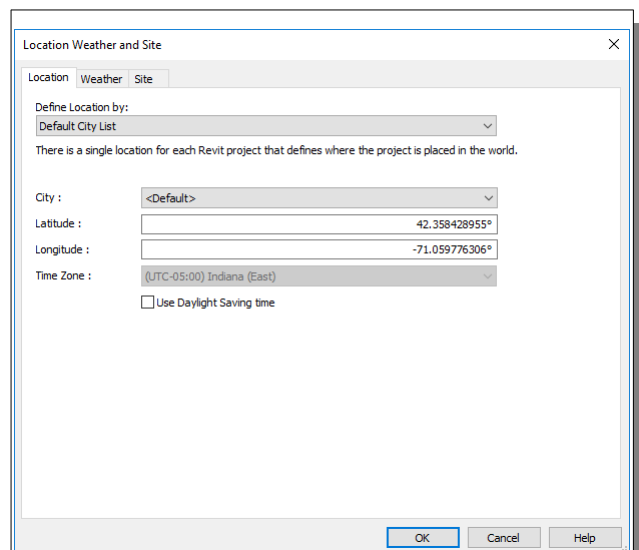 Location Weather and Site
Location Weather Site
Define Location by:
Default City List
There is a single location for each Revit project that defines where the project is placed in the world.
City : <Default>
Latitude : 42.358428955°
Longitude : -71.059776306°
Time Zone : (UTC-05:00) Indiana (East)
Use Daylight Saving time
OK Cancel Help